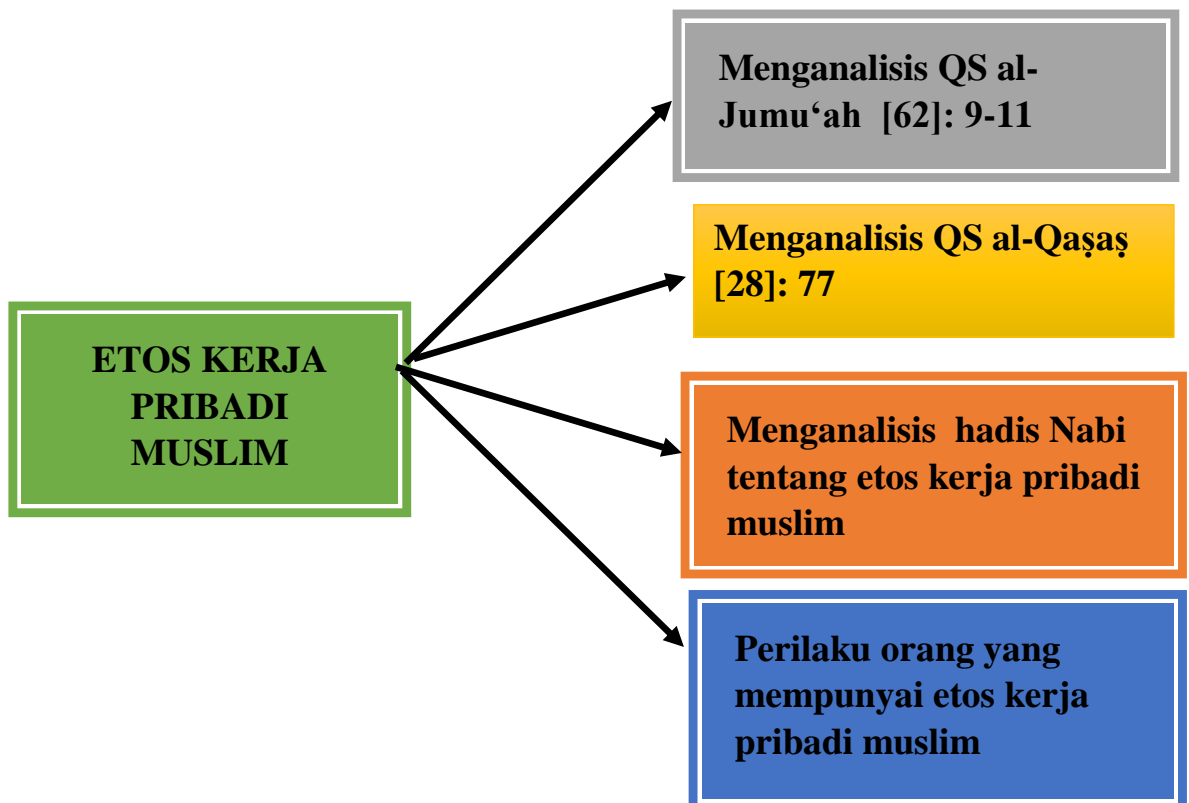 ETOS KERJA
PRIBADI
MUSLIM
Menganalisis QS al-
Jumu‘ah [62]: 9-11
Menganalisis QS al-Qaṣaṣ
[28]: 77
Menganalisis hadis Nabi
tentang etos kerja pribadi
muslim
Perilaku orang yang
mempunyai etos kerja
pribadi muslim